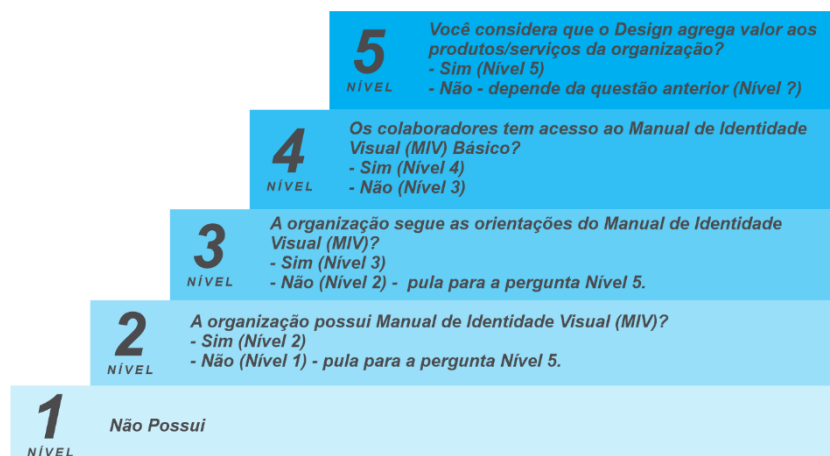 5
NÍVEL
Você considera que o Design agrega valor aos
produtos/serviços da organização?
- Sim (Nível 5)
- Não - depende da questão anterior (Nível ?)
4
NÍVEL
Os colaboradores tem acesso ao Manual de Identidade
Visual (MIV) Básico?
- Sim (Nível 4)
- Não (Nível 3)
3
NÍVEL
A organização segue as orientações do Manual de Identidade
Visual (MIV)?
- Sim (Nível 3)
- Não (Nível 2) - pula para a pergunta Nível 5.
2
NÍVEL
A organização possui Manual de Identidade Visual (MIV)?
- Sim (Nível 2)
- Não (Nível 1) - pula para a pergunta Nível 5.
1
NÍVEL
Não Possui